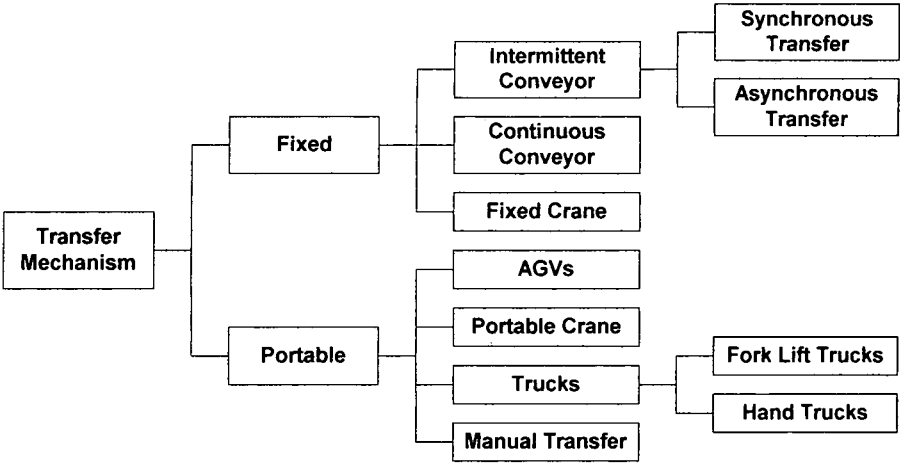 Transfer
Mechanism
Fixed
Intermittent
Conveyor
Synchronous
Transfer
Asynchronous
Transfer
Continuous
Conveyor
Fixed Crane
Portable
AGVs
Portable Crane
Trucks
Fork Lift Trucks
Hand Trucks
Manual Transfer